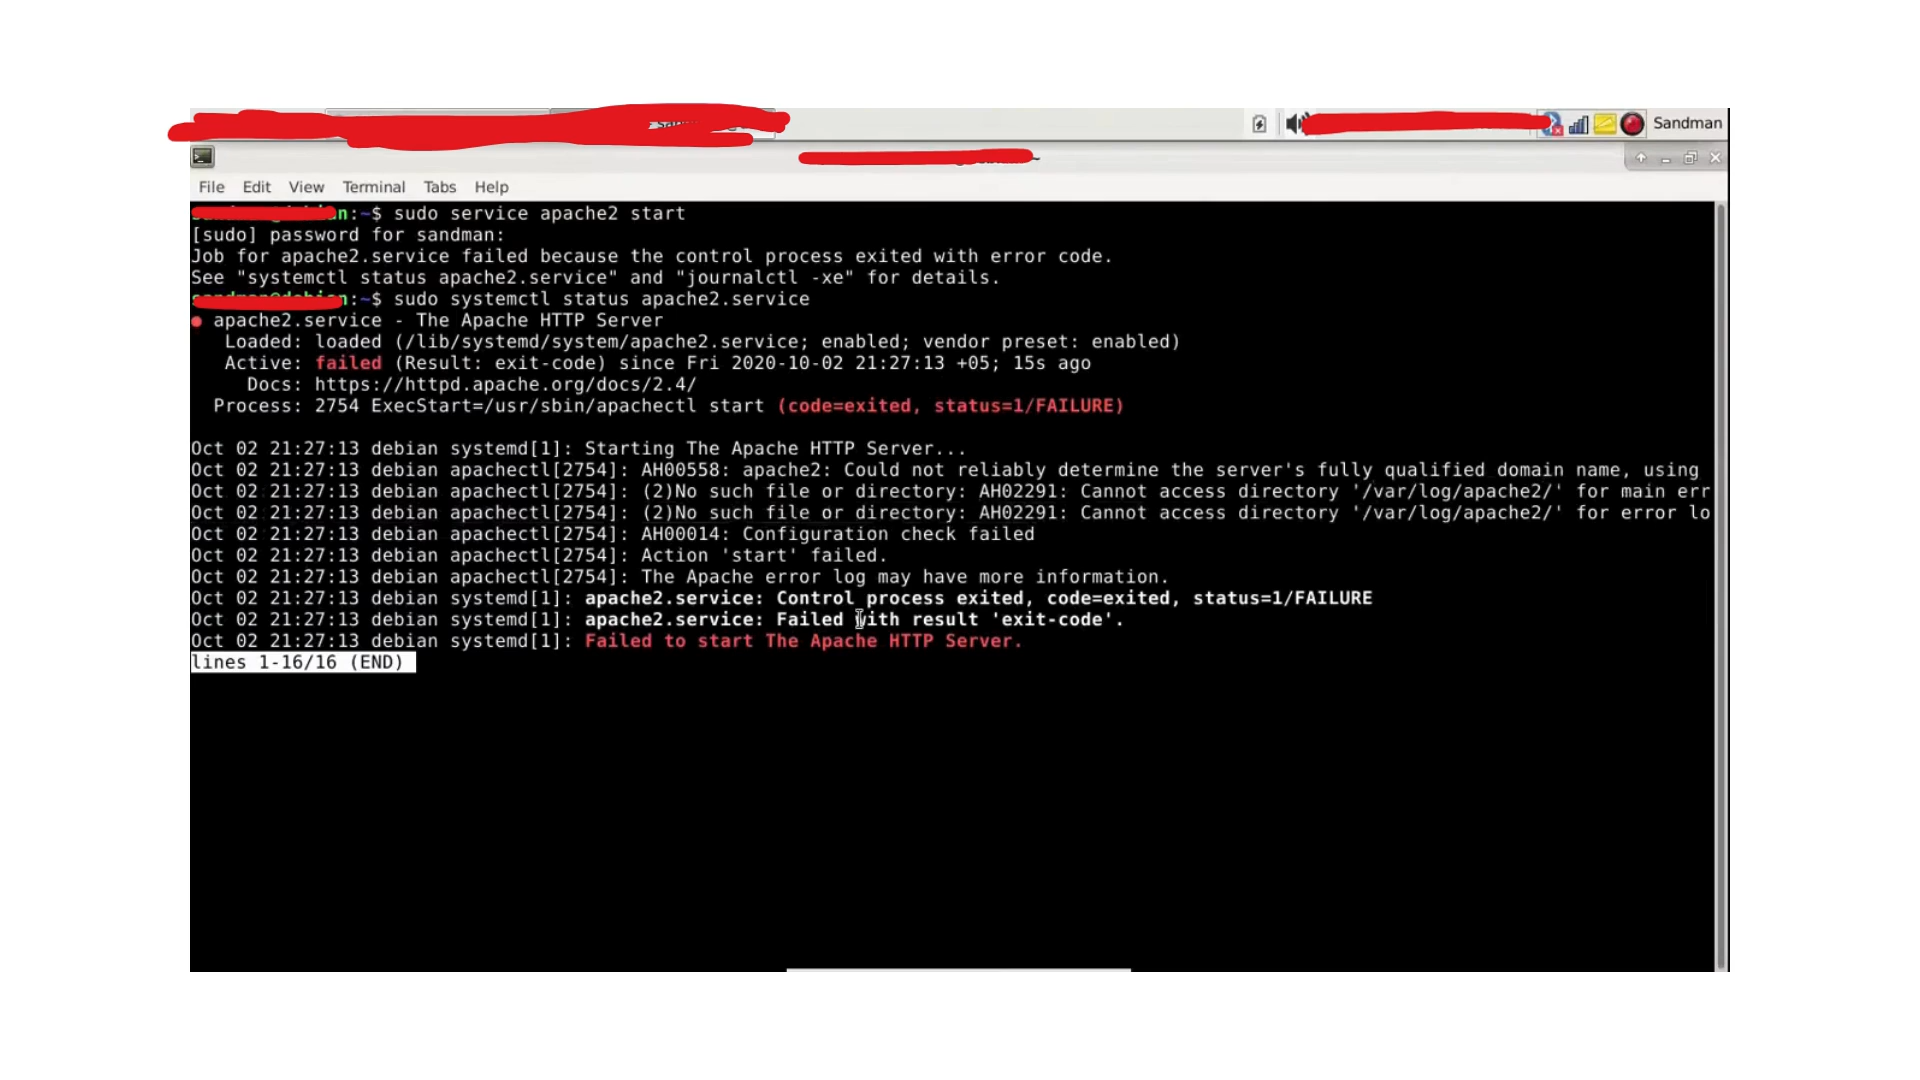 Sandman
File Edit View Terminal Tabs Help
:~$ sudo service apache2 start
[sudo] password for sandman:
Job for apache2.service failed because the control process exited with error code.
See "systemctl status apache2.service" and "journalctl -xe" for details.
:~$ sudo systemctl status apache2.service
● apache2.service - The Apache HTTP Server
Loaded: loaded (/lib/systemd/system/apache2.service; enabled; vendor preset: enabled)
Active: failed (Result: exit-code) since Fri 2020-10-02 21:27:13 +05; 15s ago
Docs: https://httpd.apache.org/docs/2.4/
Process: 2754 ExecStart=/usr/sbin/apachectl start (code=exited, status=1/FAILURE)
Oct 02 21:27:13 debian systemd[1]: Starting The Apache HTTP Server...
Oct 02 21:27:13 debian apachectl[2754]: AH00558: apache2: Could not reliably determine the server's fully qualified domain name, using
Oct 02 21:27:13 debian apachectl[2754]: (2)No such file or directory: AH02291: Cannot access directory '/var/log/apache2/' for main err
Oct 02 21:27:13 debian apachectl[2754]: (2)No such file or directory: AH02291: Cannot access directory '/var/log/apache2/' for error lo
Oct 02 21:27:13 debian apachectl[2754]: AH00014: Configuration check failed
Oct 02 21:27:13 debian apachectl[2754]: Action 'start' failed.
Oct 02 21:27:13 debian apachectl[2754]: The Apache error log may have more information.
Oct 02 21:27:13 debian systemd[1]: apache2.service: Control process exited, code=exited, status=1/FAILURE
Oct 02 21:27:13 debian systemd[1]: apache2.service: Failed with result 'exit-code'.
Oct 02 21:27:13 debian systemd[1]: Failed to start The Apache HTTP Server.
lines 1-16/16 (END)